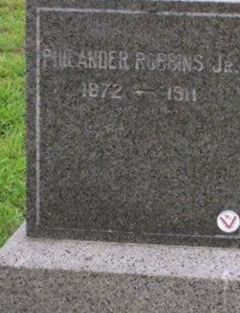 PHILANDER ROBBINS JR.
1872 — 1911